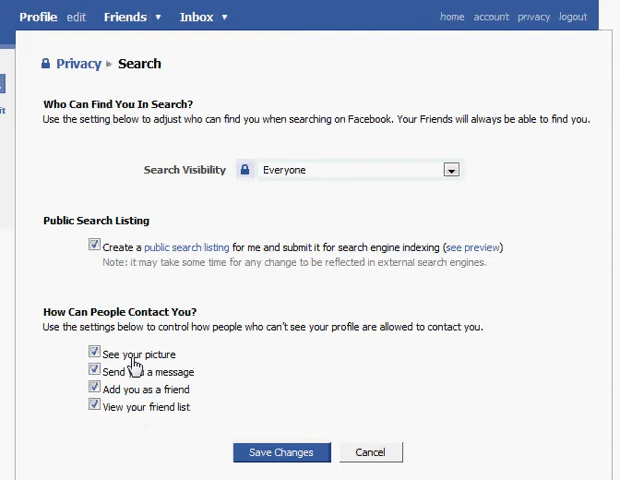 Profile edit Friends Inbox home account privacy logout
Privacy Search
Who Can Find You In Search?
Use the setting below to adjust who can find you when searching on Facebook. Your Friends will always be able to find you.
Search Visibility Everyone
Public Search Listing
Create a public search listing for me and submit it for search engine indexing (see preview)
Note: it may take some time for any change to be reflected in external search engines.
How Can People Contact You?
Use the settings below to control how people who can't see your profile are allowed to contact you.
See your picture
Send you a message
Add you as a friend
View your friend list
Save Changes Cancel